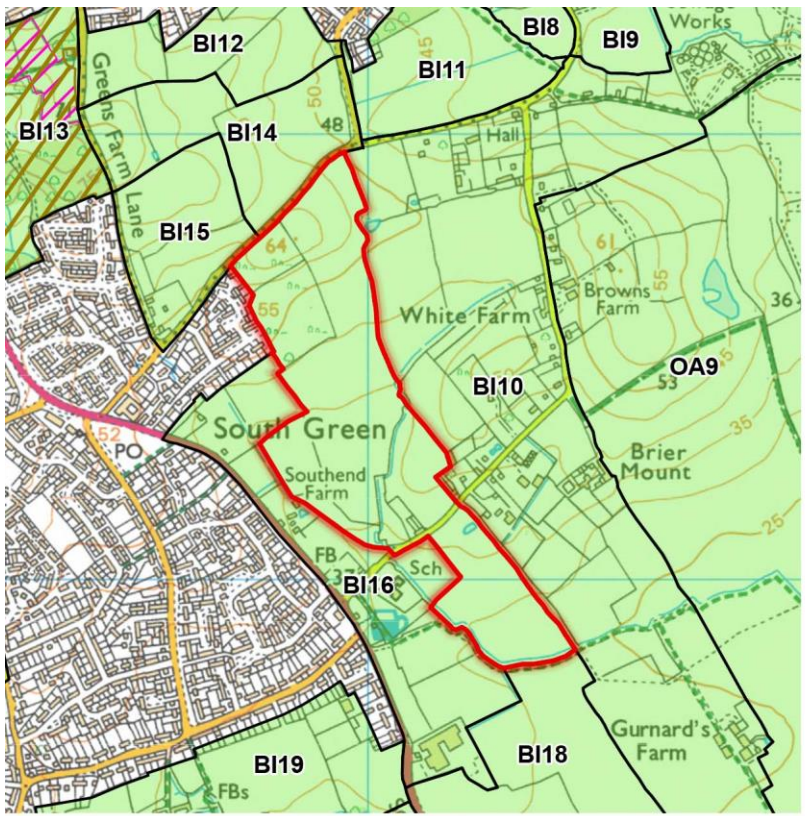 BI12
BI8
BI9
Works
45
BI11
50
BI13
Greens Farm
Lane
BI14
48
Hall
BI15
64
61
55
55
Browns
Farm
36
White Farm
OA9
BI10
53
45
South Green
52
PO
35
Southend
Farm
Brier
Mount
25
FB
37
Sch
BI16
Gurnard's
Farm
BI18
BI19
FBs